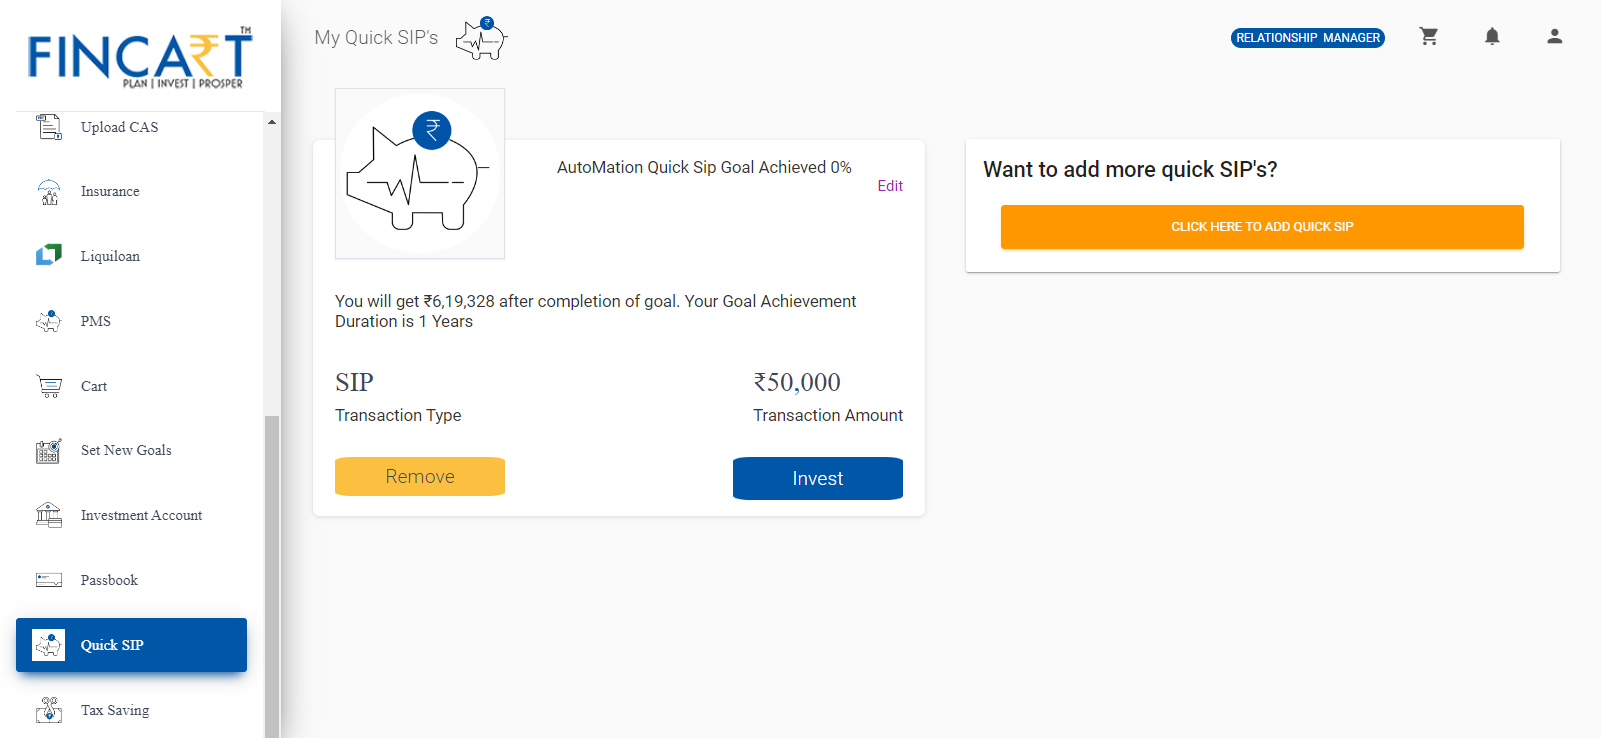 FINCART
TM
PLAN | INVEST | PROSPER
Upload CAS
Insurance
Liquiloan
PMS
Cart
Set New Goals
Investment Account
Passbook
Quick SIP
Tax Saving
My Quick SIP's
₹
RELATIONSHIP MANAGER
₹
AutoMation Quick Sip Goal Achieved 0%
Edit
You will get ₹6,19,328 after completion of goal. Your Goal Achievement
Duration is 1 Years
SIP
₹50,000
Transaction Type
Transaction Amount
Remove
Invest
Want to add more quick SIP's?
CLICK HERE TO ADD QUICK SIP